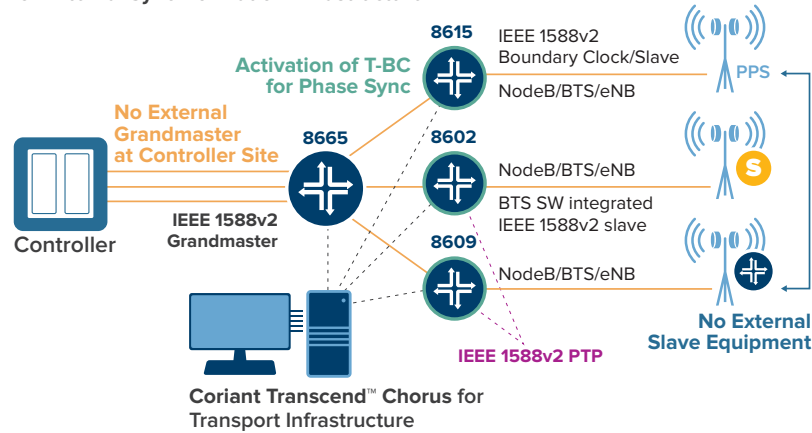 8615
IEEE 1588v2
Boundary Clock/Slave
Activation of T-BC
for Phase Sync
PPS
NodeB/BTS/eNB
No External
Grandmaster
at Controller Site
8665
8602
NodeB/BTS/eNB
S
BTS SW integrated
IEEE 1588v2 slave
IEEE 1588v2
Grandmaster
Controller
8609
NodeB/BTS/eNB
No External
Slave Equipment
IEEE 1588v2 PTP
Coriant Transcend™ Chorus for
Transport Infrastructure